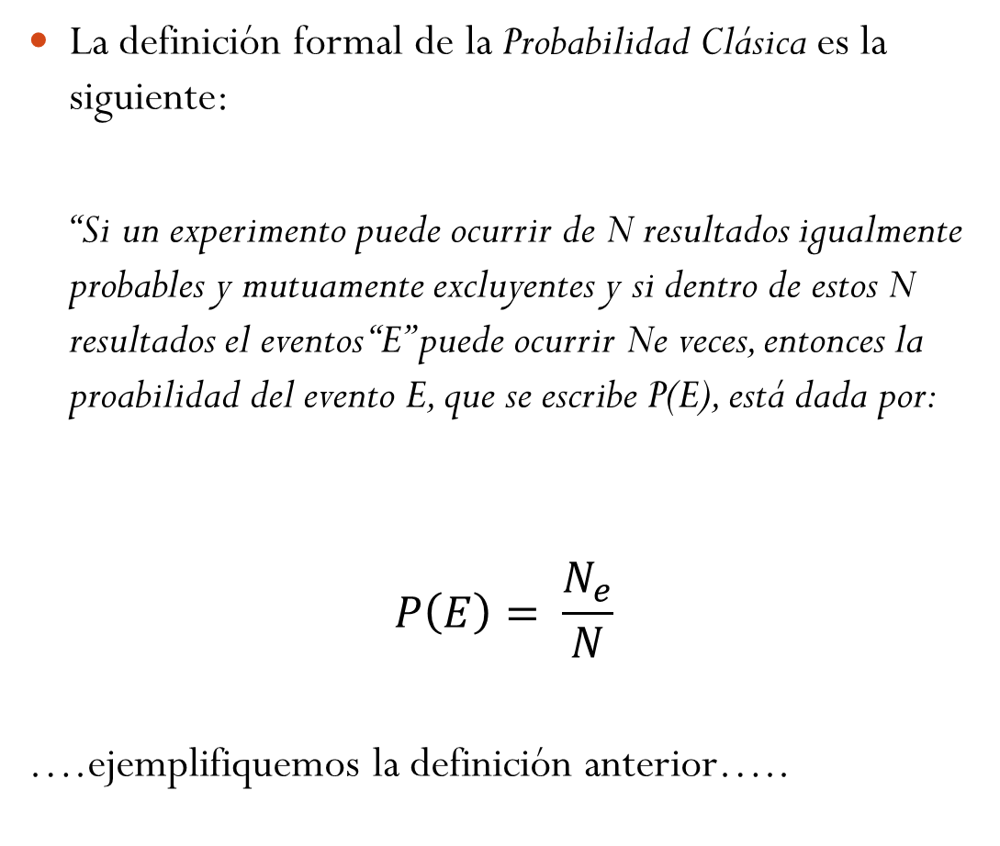 • La definición formal de la Probabilidad Clásica es la
siguiente:
“Si un experimento puede ocurrir de N resultados igualmente
probables y mutuamente excluyentes y si dentro de estos N
resultados el eventos “E” puede ocurrir Ne veces, entonces la
proabilidad del evento E, que se escribe P(E), está dada por:
P(E) = N_e / N
….ejemplifiquemos la definición anterior…..